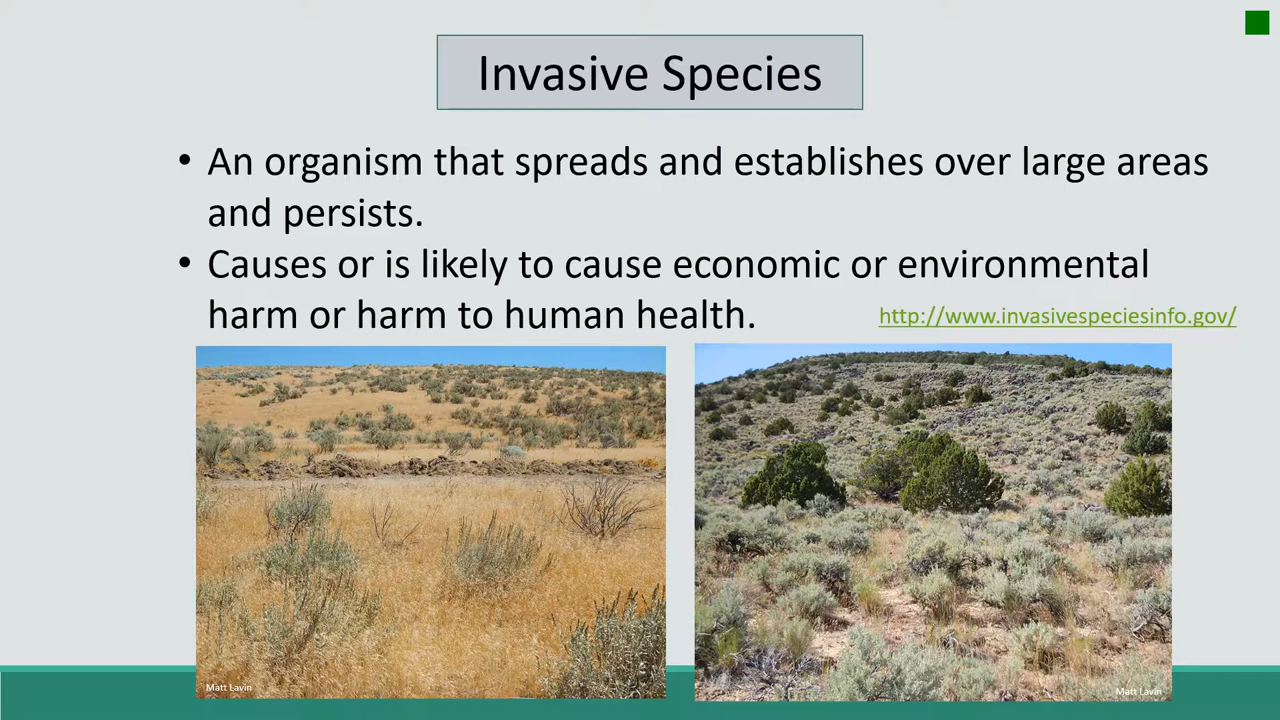 Invasive Species
• An organism that spreads and establishes over large areas
and persists.
• Causes or is likely to cause economic or environmental
harm or harm to human health.
http://www.invasivespeciesinfo.gov/
Matt Lavin
Matt Lavin